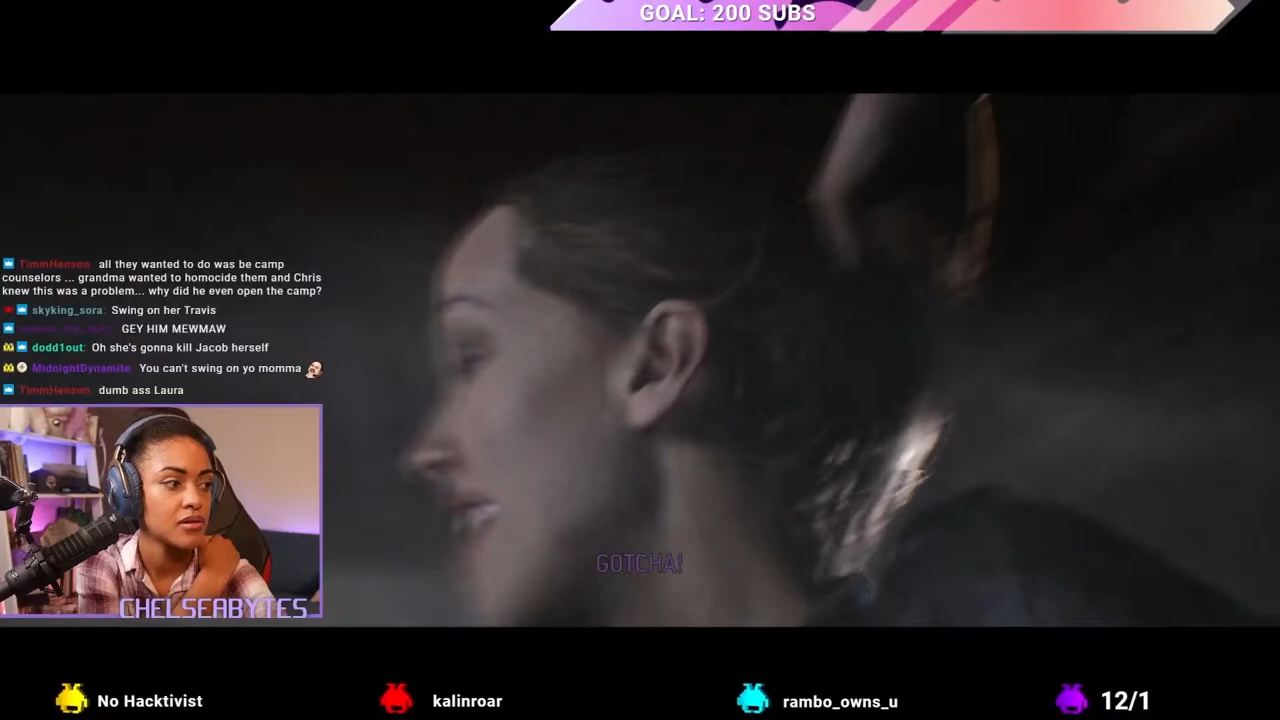 GOAL: 200 SUBS
TimmHenson all they wanted to do was be camp
counselors ... grandma wanted to homocide them and Chris
knew this was a problem... why did he even open the camp?
skyking_sora: Swing on her Travis
GEY HIM MEWMAW
dodd1out: Oh she's gonna kill Jacob herself
MidnightDynamite You can't swing on yo momma
TimmHenson dumb ass Laura
GOTCHA!
CHELSEABYTES
No Hacktivist
kalinroar
rambo_owns_u
12/1